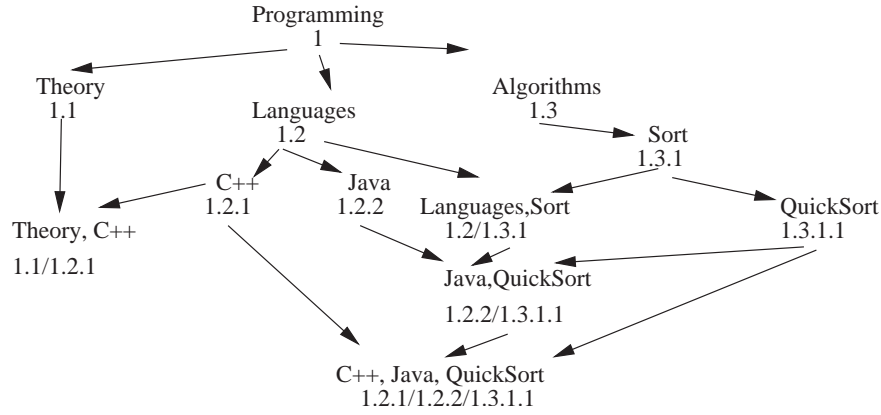 Programming
1
Theory
1.1
Languages
1.2
Algorithms
1.3
Sort
1.3.1
C++
1.2.1
Java
1.2.2
Languages,Sort
1.2/1.3.1
QuickSort
1.3.1.1
Theory, C++
1.1/1.2.1
Java,QuickSort
1.2.2/1.3.1.1
C++, Java, QuickSort
1.2.1/1.2.2/1.3.1.1